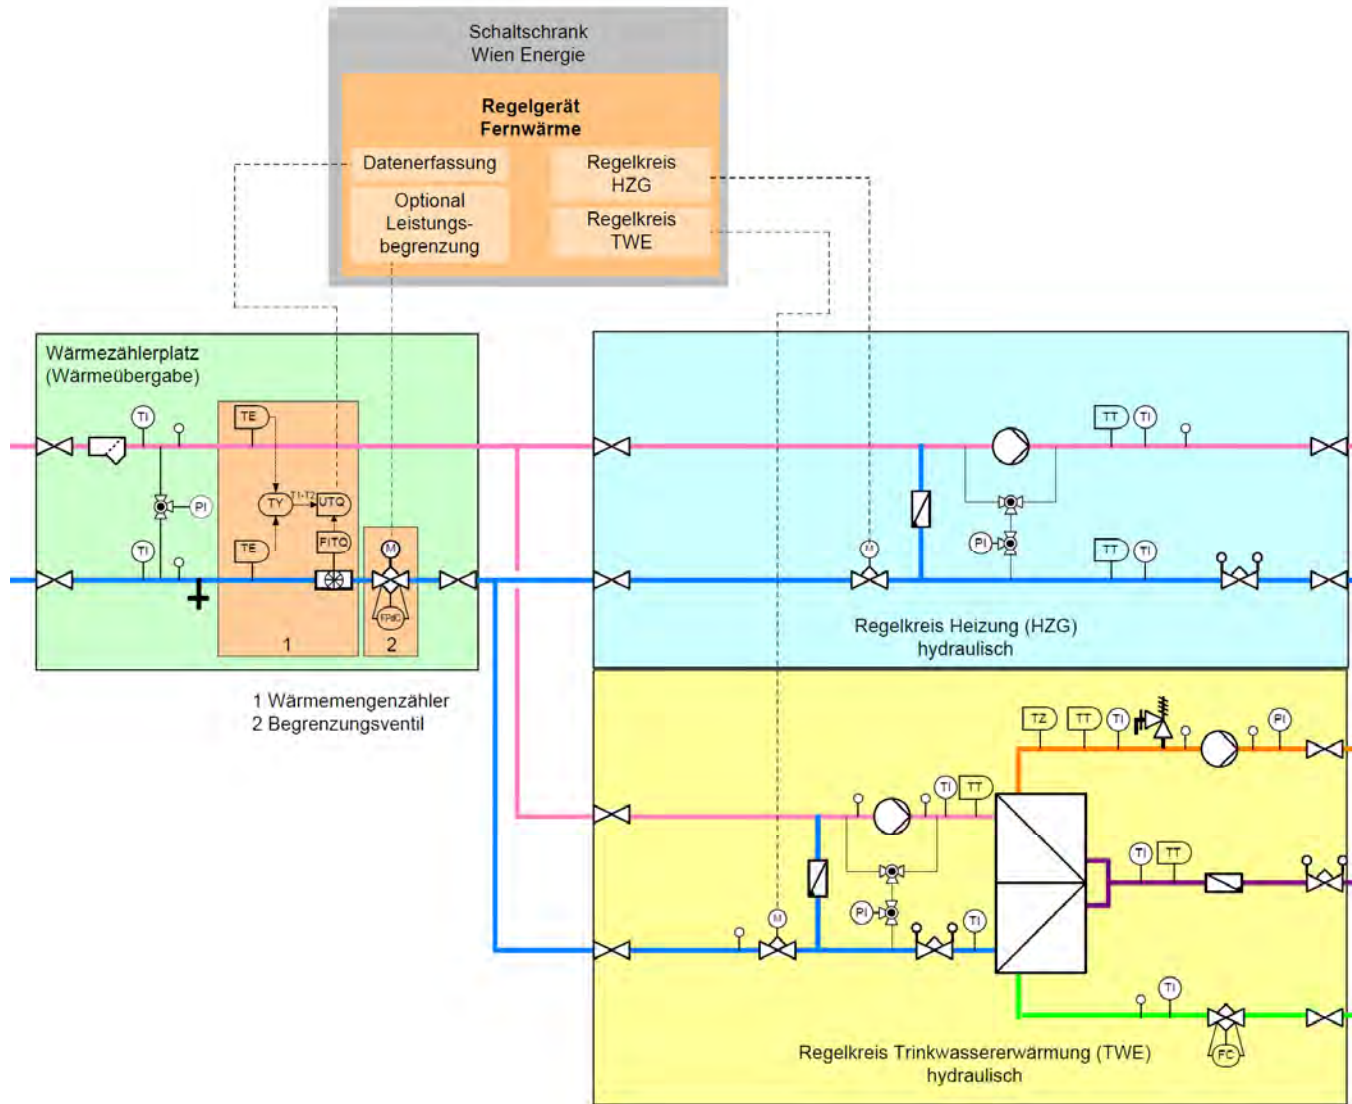 Schaltschrank
Wien Energie
Regelgerät
Fernwärme
Datenerfassung
Optional
Leistungs-
begrenzung
Regelkreis
HZG
Regelkreis
TWE
Wärmezählerplatz
(Wärmeübergabe)
TI
TE
PI
TY
T1-T2
UTQ
TI
TE
FITQ
M
FPdC
1
2
1 Wärmemengenzähler
2 Begrenzungsventil
TT
TI
PI
M
TT
TI
Regelkreis Heizung (HZG)
hydraulisch
TZ
TT
TI
PI
TI
TT
TI
TT
PI
M
TI
TI
FC
Regelkreis Trinkwassererwärmung (TWE)
hydraulisch